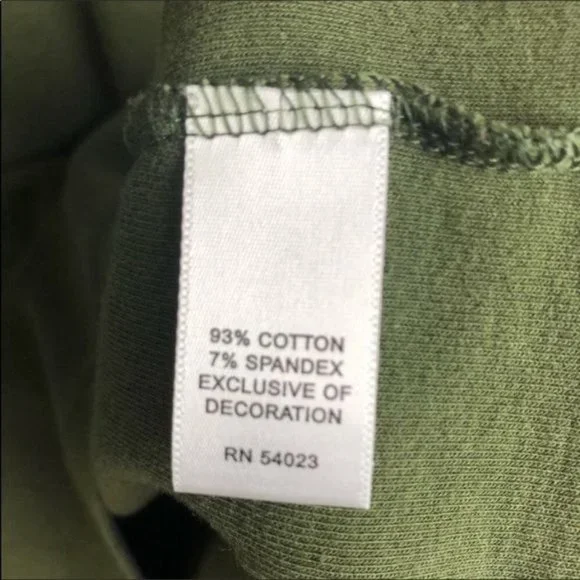 93% COTTON
7% SPANDEX
EXCLUSIVE OF
DECORATION
RN 54023